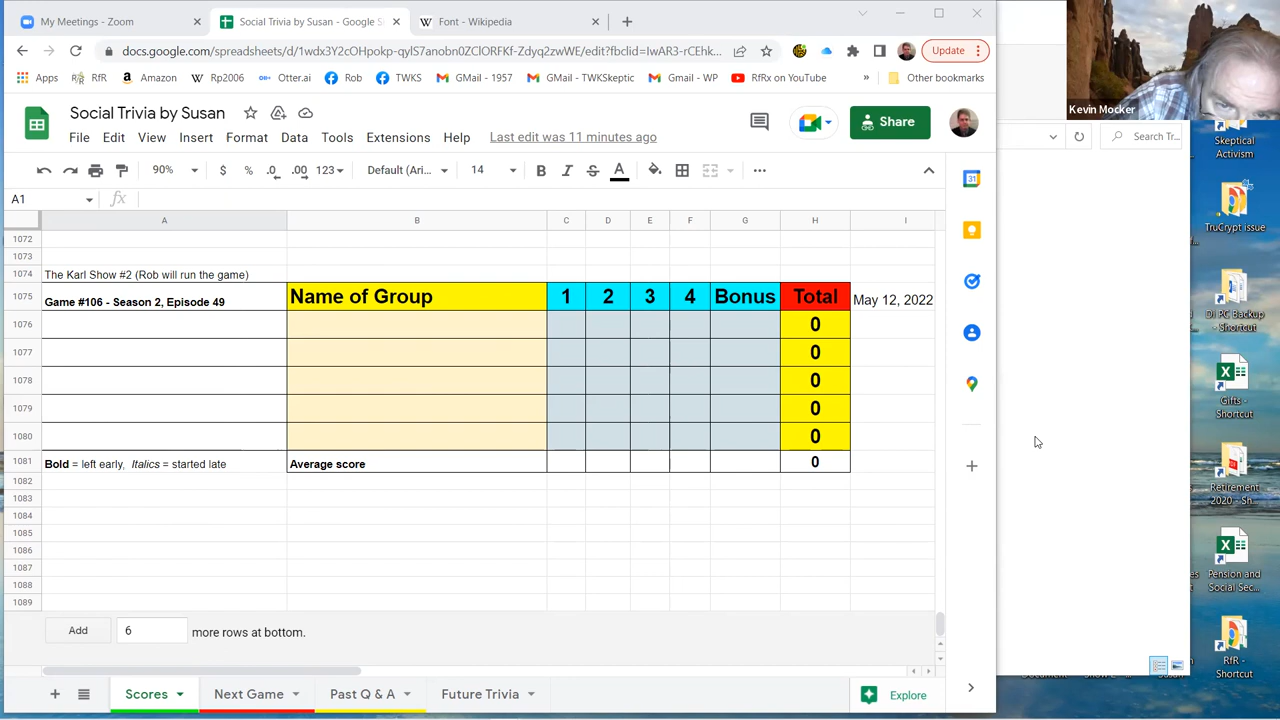 My Meetings - Zoom
Social Trivia by Susan - Google S
Font - Wikipedia
docs.google.com/spreadsheets/d/1wdx3Y2cOHpokp-qylS7anobn0ZClORFKf-Zdyq2zwWE/edit?fbclid=IwAR3-rCEhk...
Update
Apps
RfR
Amazon
Rp2006
Otter.ai
Rob
TWKS
GMail - 1957
GMail - TWKSkeptic
Gmail - WP
RfRx on YouTube
»
Other bookmarks
Social Trivia by Susan
Share
File Edit View Insert Format Data Tools Extensions Help Last edit was 11 minutes ago
90% $ % .0 .00 123 Default (Ari... 14 B I S A
A1 fx
A B C D E F G H I
1072
1073
1074 The Karl Show #2 (Rob will run the game)
1075 Game #106 - Season 2, Episode 49 Name of Group 1 2 3 4 Bonus Total May 12, 2022
1076 0
1077 0
1078 0
1079 0
1080 0
1081 Bold = left early, Italics = started late Average score 0
1082
1083
1084
1085
1086
1087
1088
1089
Add 6 more rows at bottom.
Scores Next Game Past Q & A Future Trivia Explore
31
Kevin Mocker
Search Tr...
Skeptical
Activism
TruCrypt issue
Di PC Backup
- Shortcut
Gifts -
Shortcut
Retirement
2020 - Sh...
Pension and
Social Sec...
RfR -
Shortcut